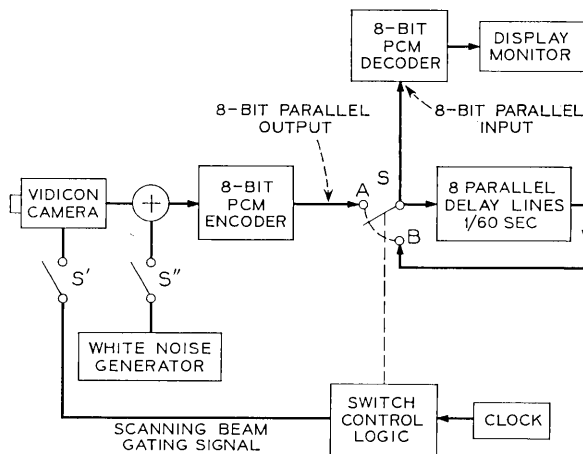 8-BIT
PCM
DECODER
DISPLAY
MONITOR
8-BIT PARALLEL
OUTPUT
8-BIT PARALLEL
INPUT
VIDICON
CAMERA
+
8-BIT
PCM
ENCODER
A
S
B
8 PARALLEL
DELAY LINES
1/60 SEC
S'
S"
WHITE NOISE
GENERATOR
SCANNING BEAM
GATING SIGNAL
SWITCH
CONTROL
LOGIC
CLOCK